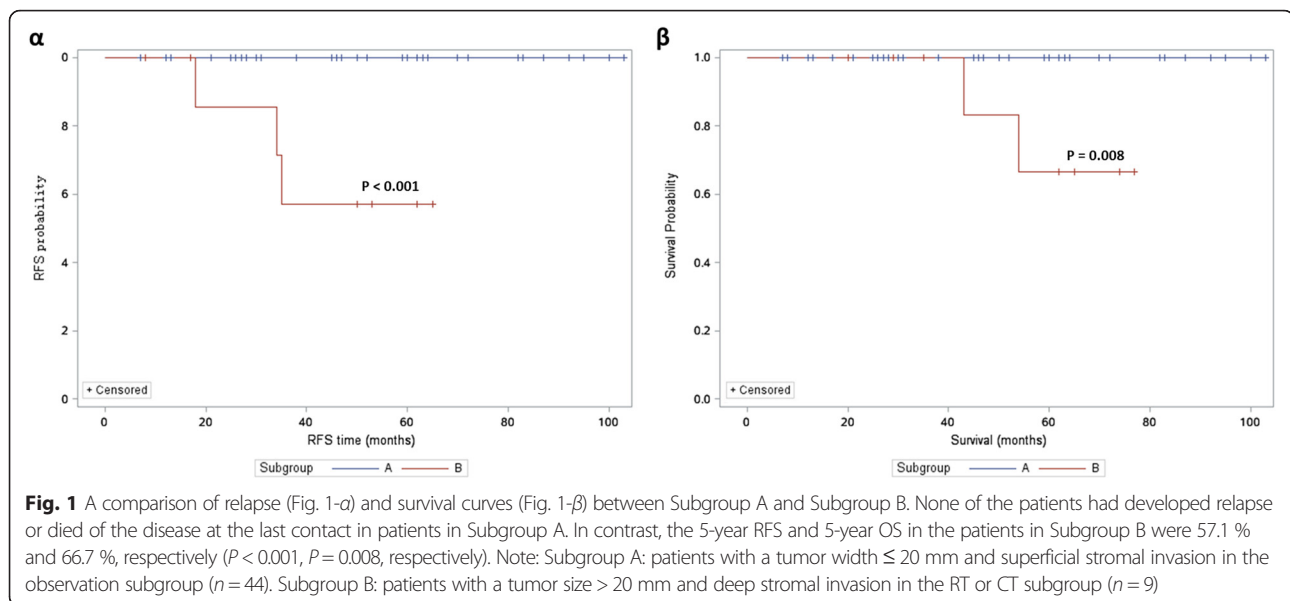 α
RFS probability
0
8
6
4
2
0
P < 0.001
+ Censored
0 20 40 60 80 100
RFS time (months)
Subgroup A B
β
Survival Probability
1.0
0.8
0.6
0.4
0.2
0.0
P = 0.008
+ Censored
0 20 40 60 80 100
Survival (months)
Subgroup A B
Fig. 1 A comparison of relapse (Fig. 1-α) and survival curves (Fig. 1-β) between Subgroup A and Subgroup B. None of the patients had developed relapse
or died of the disease at the last contact in patients in Subgroup A. In contrast, the 5-year RFS and 5-year OS in the patients in Subgroup B were 57.1 %
and 66.7 %, respectively (P < 0.001, P = 0.008, respectively). Note: Subgroup A: patients with a tumor width ≤ 20 mm and superficial stromal invasion in the
observation subgroup (n = 44). Subgroup B: patients with a tumor size > 20 mm and deep stromal invasion in the RT or CT subgroup (n = 9)